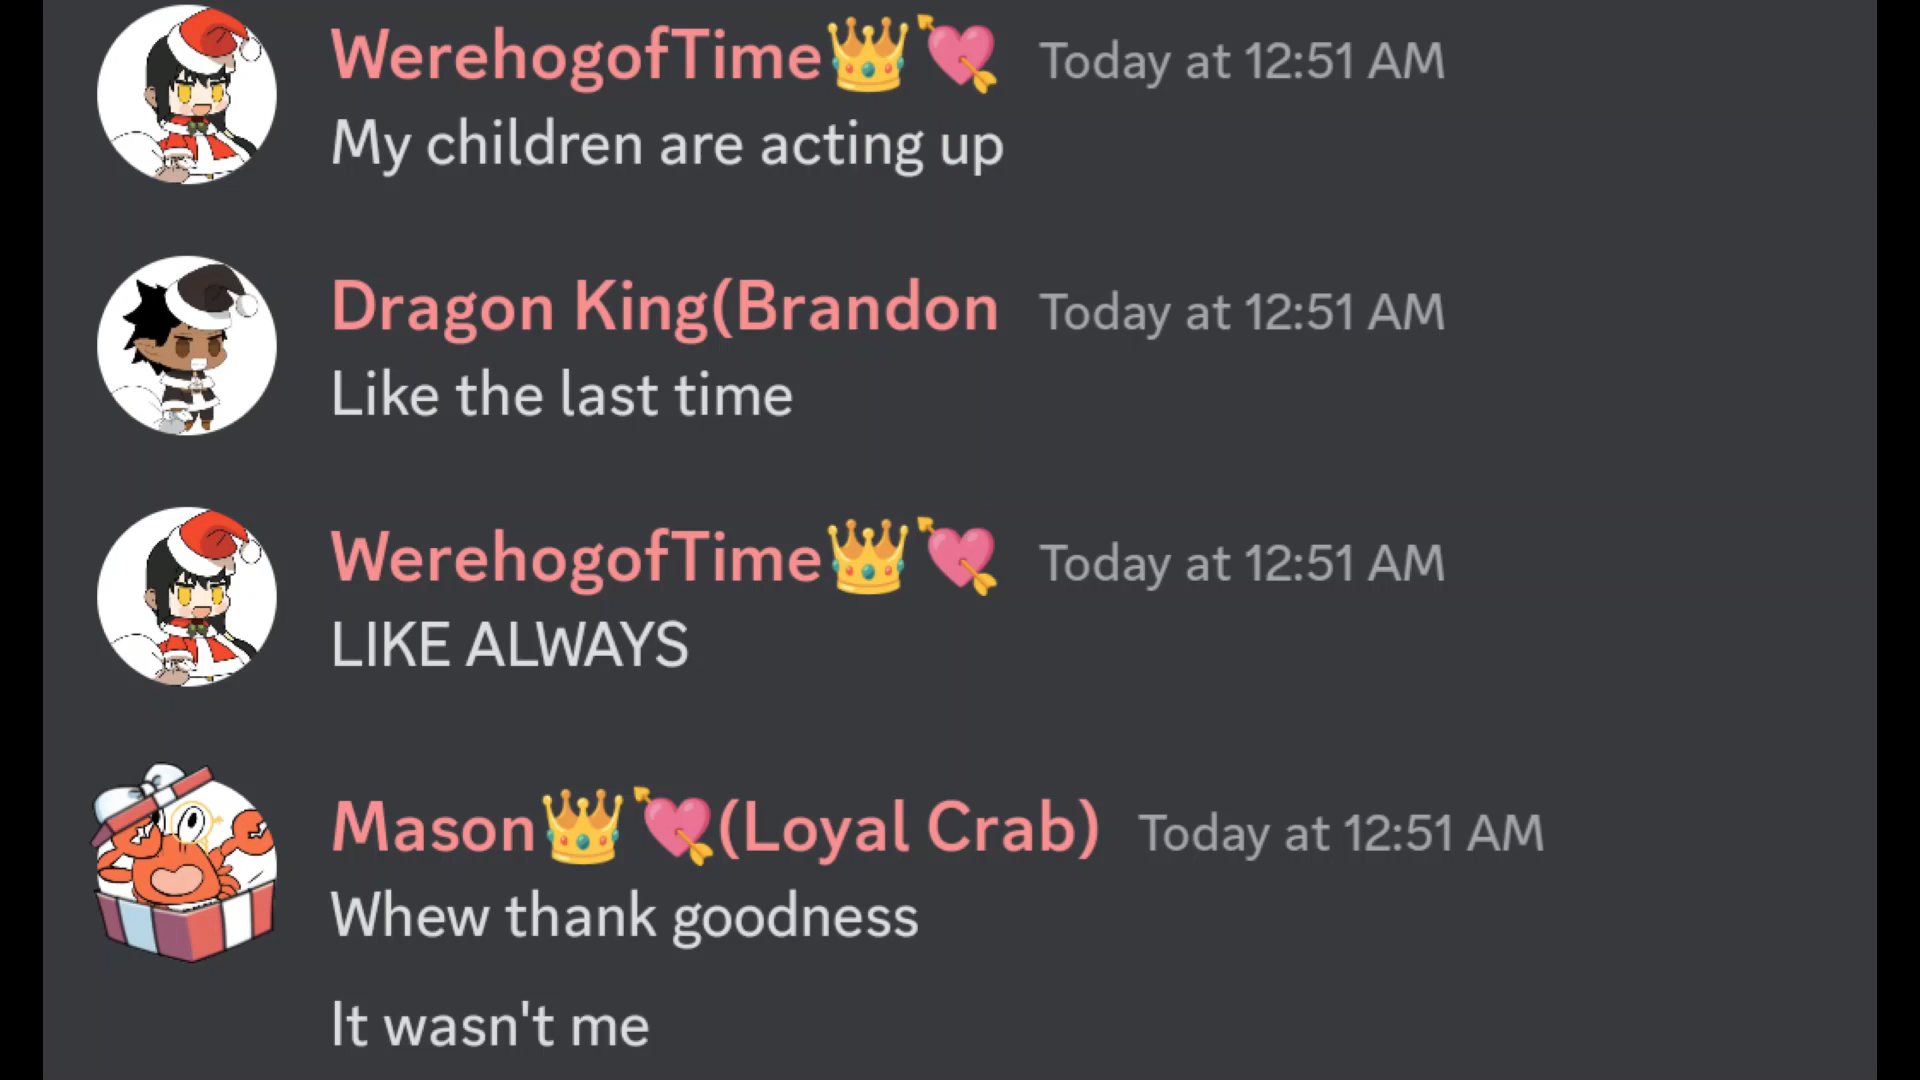 WerehogofTime👑💘 Today at 12:51 AM
My children are acting up
Dragon King(Brandon Today at 12:51 AM
Like the last time
WerehogofTime👑💘 Today at 12:51 AM
LIKE ALWAYS
Mason👑💘(Loyal Crab) Today at 12:51 AM
Whew thank goodness
It wasn't me